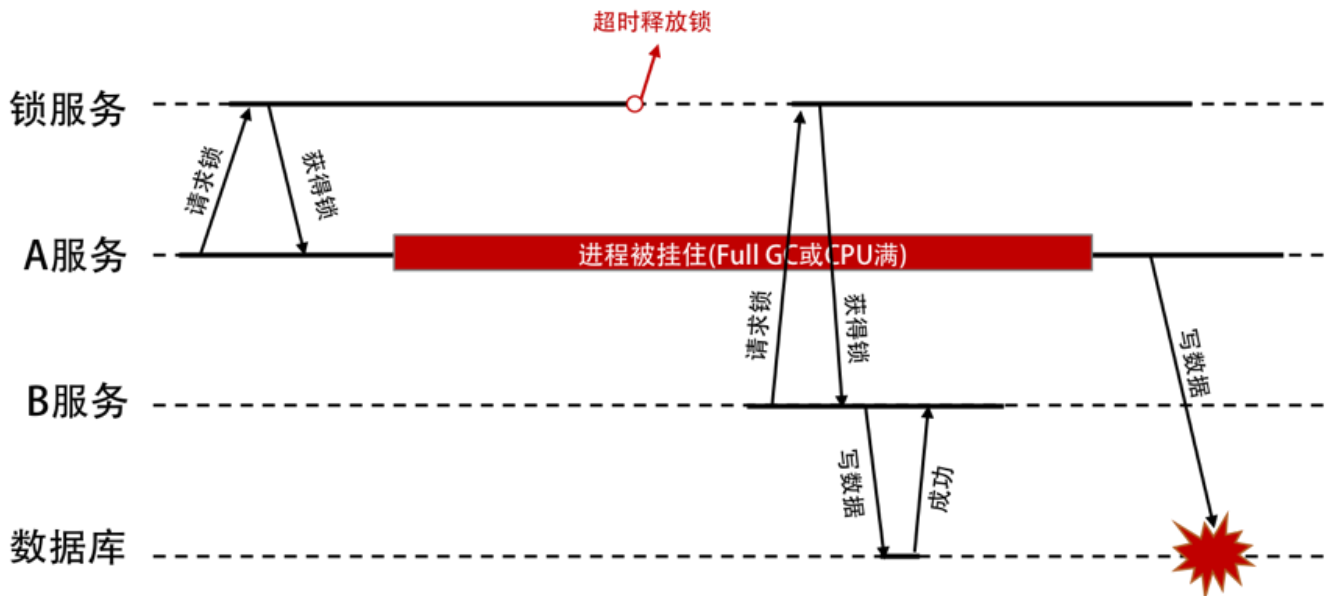 超时释放锁
锁服务
请求锁
获得锁
A服务
进程被挂住(Full GC或CPU满)
请求锁
获得锁
写数据
B服务
写数据
成功
数据库